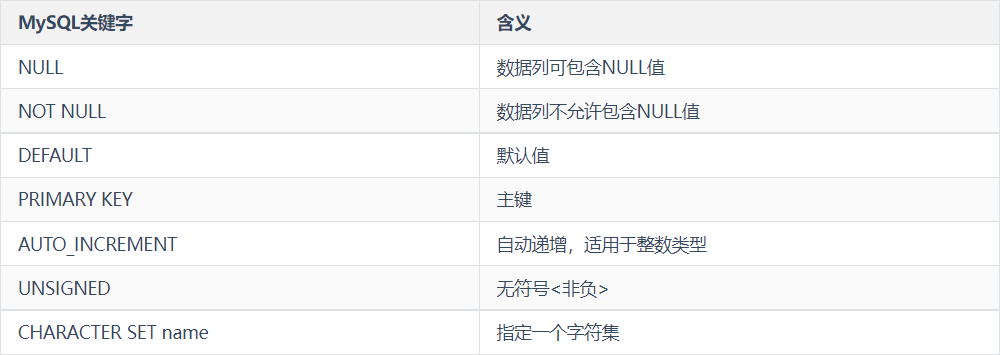 MySQL关键字 含义
NULL 数据列可包含NULL值
NOT NULL 数据列不允许包含NULL值
DEFAULT 默认值
PRIMARY KEY 主键
AUTO_INCREMENT 自动递增，适用于整数类型
UNSIGNED 无符号<非负>
CHARACTER SET name 指定一个字符集